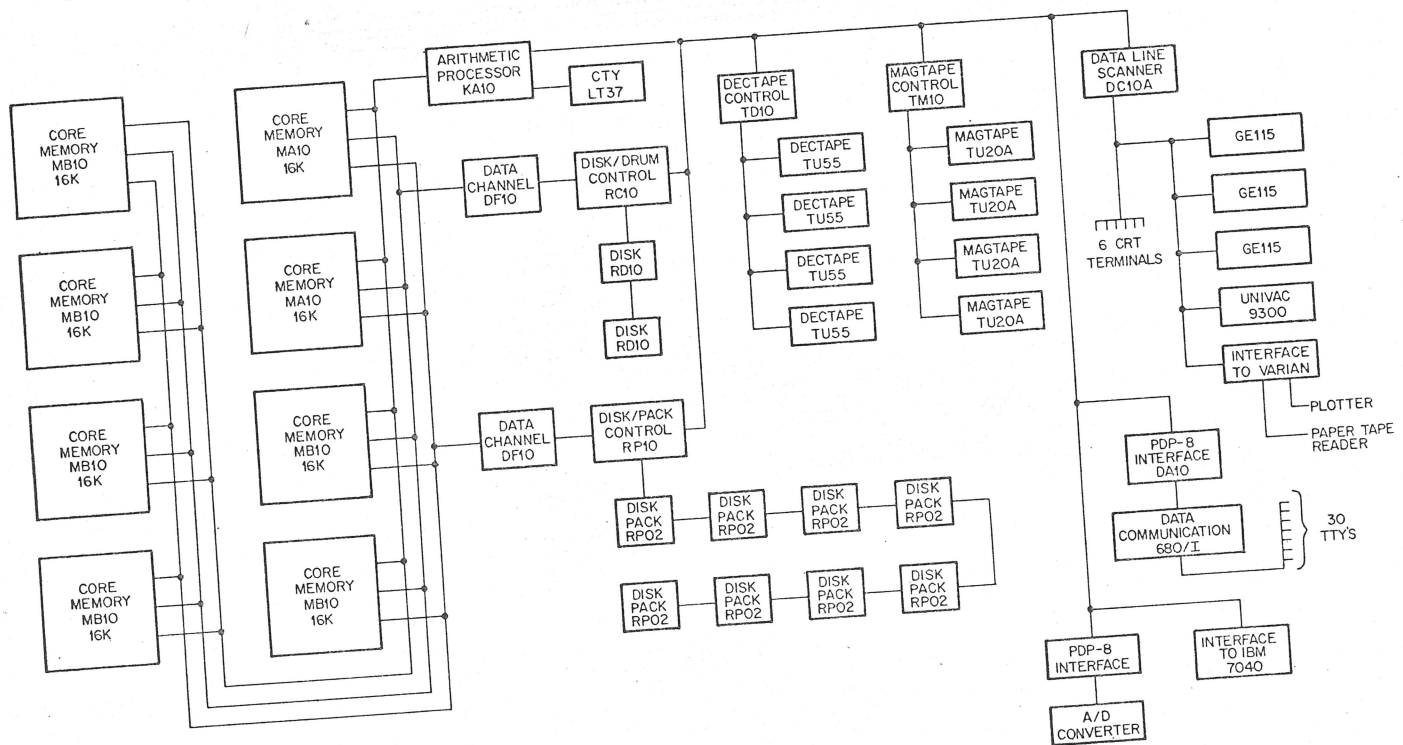 CORE
MEMORY
MB10
16K
CORE
MEMORY
MB10
16K
CORE
MEMORY
MB10
16K
CORE
MEMORY
MB10
16K
CORE
MEMORY
MA10
16K
CORE
MEMORY
MA10
16K
CORE
MEMORY
MB10
16K
CORE
MEMORY
MB10
16K
ARITHMETIC
PROCESSOR
KA10
CTY
LT37
DATA
CHANNEL
DF10
DISK/DRUM
CONTROL
RC10
DISK
RD10
DISK
RD10
DATA
CHANNEL
DF10
DISK/PACK
CONTROL
RP10
DISK
PACK
RP02
DISK
PACK
RP02
DISK
PACK
RP02
DISK
PACK
RP02
DISK
PACK
RP02
DISK
PACK
RP02
DISK
PACK
RP02
DISK
PACK
RP02
DECTAPE
CONTROL
TD10
DECTAPE
TU55
DECTAPE
TU55
DECTAPE
TU55
DECTAPE
TU55
MAGTAPE
CONTROL
TM10
MAGTAPE
TU20A
MAGTAPE
TU20A
MAGTAPE
TU20A
MAGTAPE
TU20A
DATA LINE
SCANNER
DC10A
6 CRT
TERMINALS
GE115
GE115
GE115
UNIVAC
9300
INTERFACE
TO VARIAN
PLOTTER
PAPER TAPE
READER
PDP-8
INTERFACE
DA10
DATA
COMMUNICATION
680/I
30
TTY'S
PDP-8
INTERFACE
A/D
CONVERTER
INTERFACE
TO IBM
7040